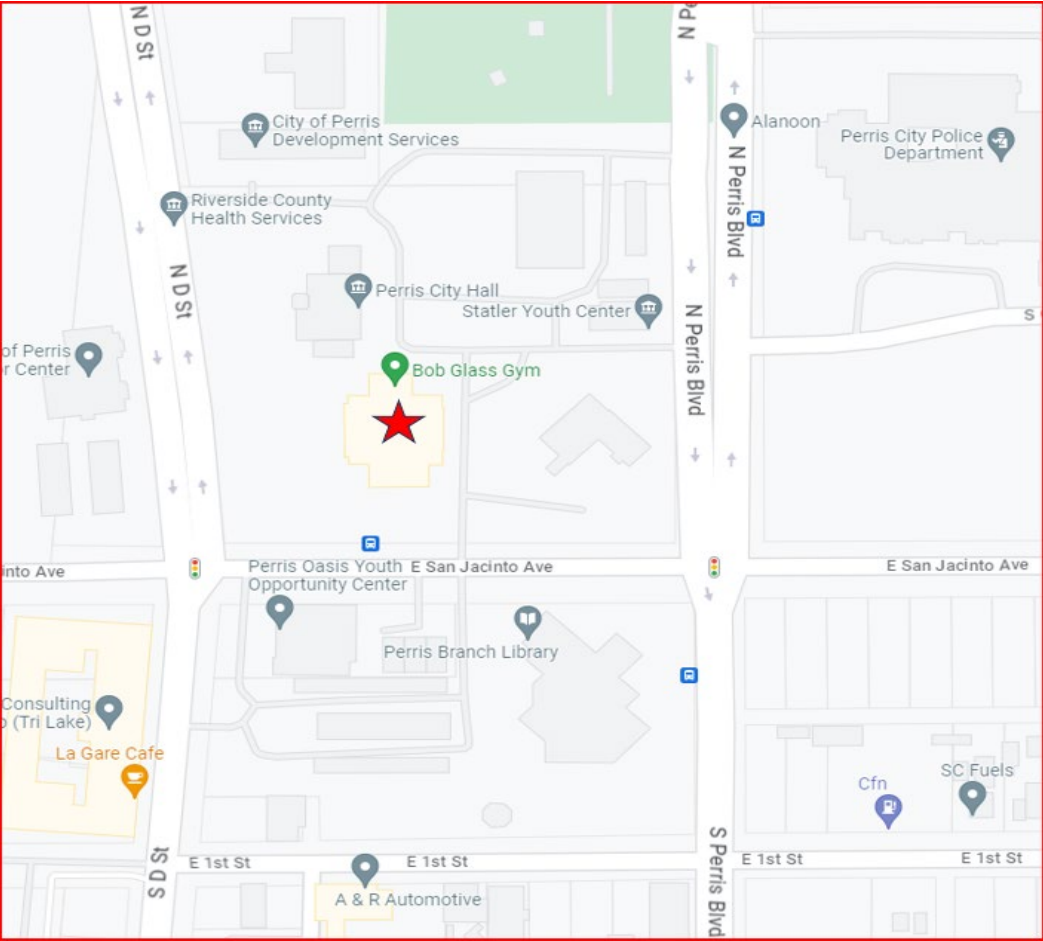 N D St
N Pe
City of Perris
Development Services
Alanoon
Perris City Police
Department
N Perris Blvd
Riverside County
Health Services
N D St
Perris City Hall
Statler Youth Center
S
N Perris Blvd
of Perris
r Center
Bob Glass Gym
into Ave
Perris Oasis Youth
Opportunity Center
E San Jacinto Ave
E San Jacinto Ave
Perris Branch Library
Consulting
o (Tri Lake)
La Gare Cafe
Cfn
SC Fuels
S D St
E 1st St
E 1st St
S Perris Blvd
E 1st St
E 1st St
A & R Automotive